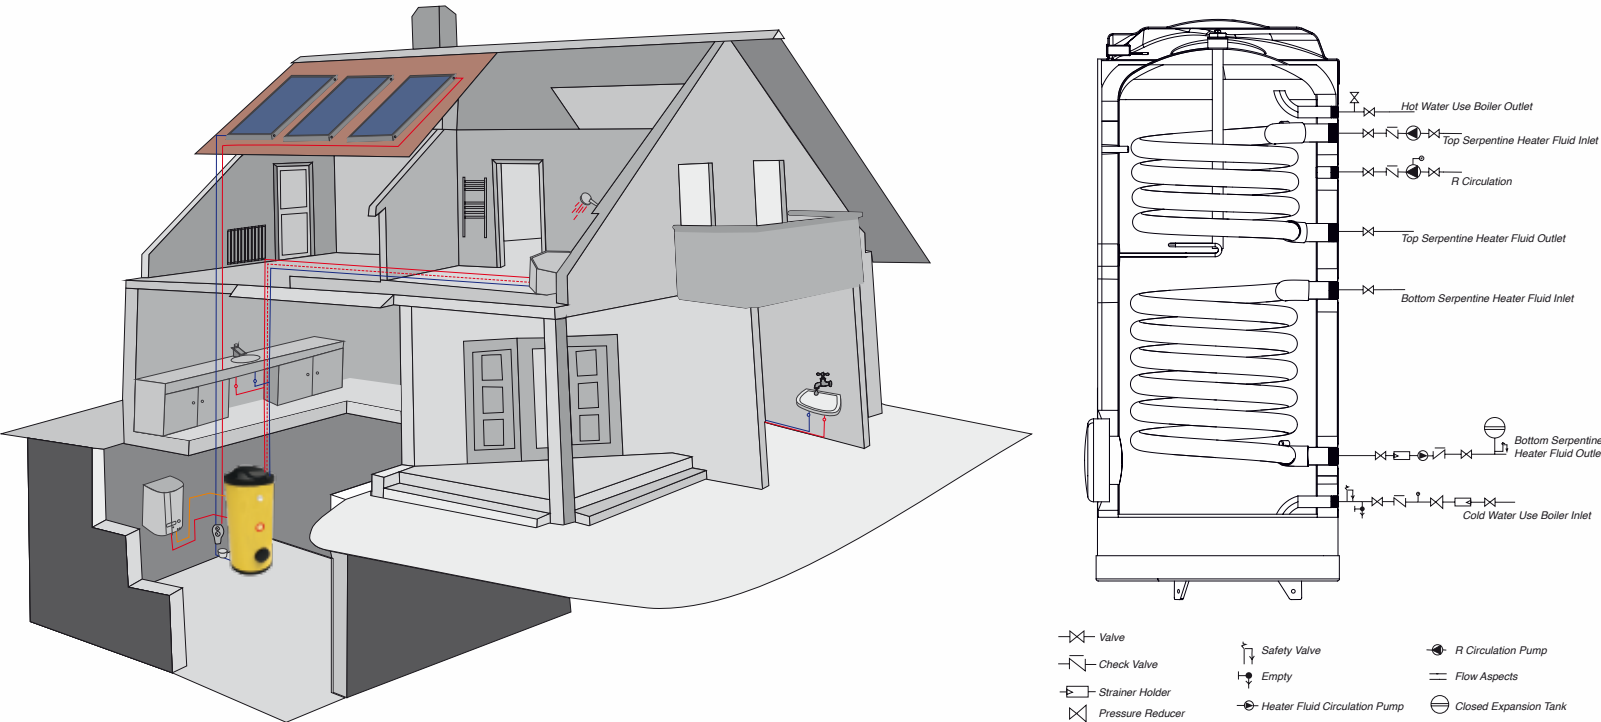 Hot Water Use Boiler Outlet
Top Serpentine Heater Fluid Inlet
R Circulation
Top Serpentine Heater Fluid Outlet
Bottom Serpentine Heater Fluid Inlet
Bottom Serpentine
Heater Fluid Outle
Cold Water Use Boiler Inlet
Valve
Check Valve
Strainer Holder
Pressure Reducer
Safety Valve
Empty
Heater Fluid Circulation Pump
R Circulation Pump
Flow Aspects
Closed Expansion Tank